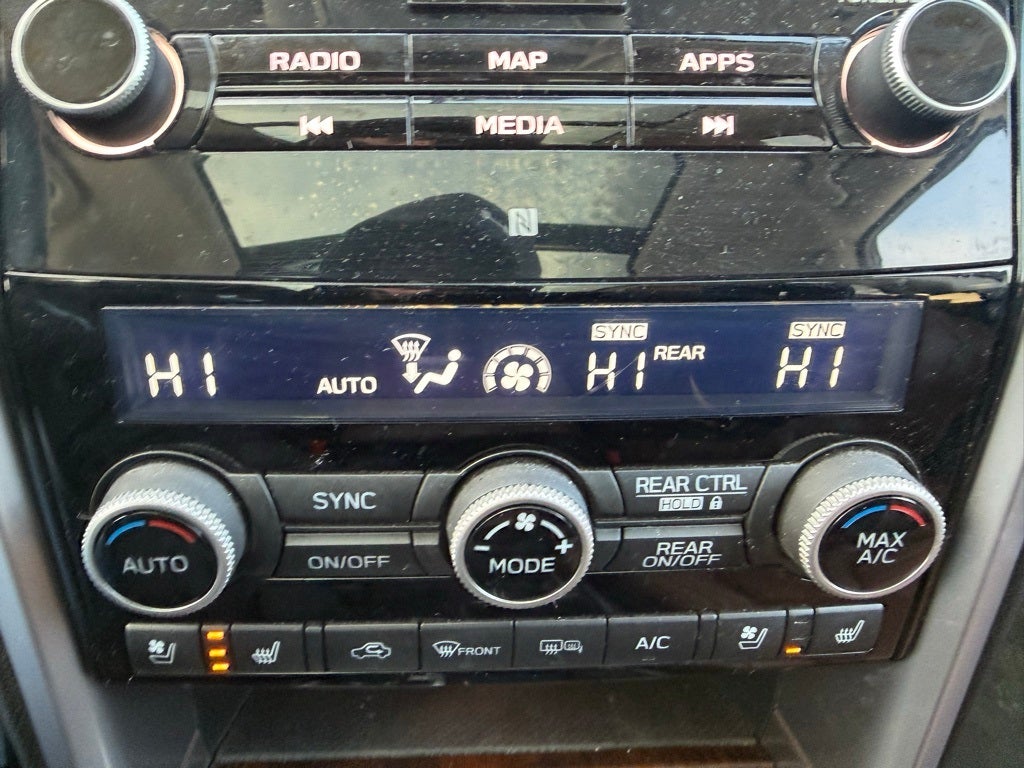 RADIO MAP APPS
MEDIA
SYNC SYNC
HI AUTO HI REAR HI
SYNC REAR CTRL
HOLD
AUTO ON/OFF MODE REAR ON/OFF MAX A/C
- +
FRONT A/C